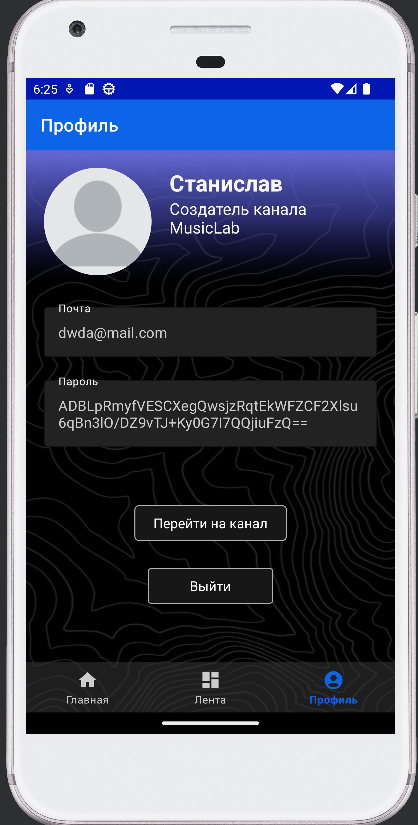 6:25
Профиль
Станислав
Создатель канала
MusicLab
Почта
dwda@mail.com
Пароль
ADBLpRmyfVESCXegQwsjzRqtEkWFZCF2Xlsu
6qBn3lO/DZ9vTJ+Ky0G7I7QQjiuFzQ==
Перейти на канал
Выйти
Главная
Лента
Профиль